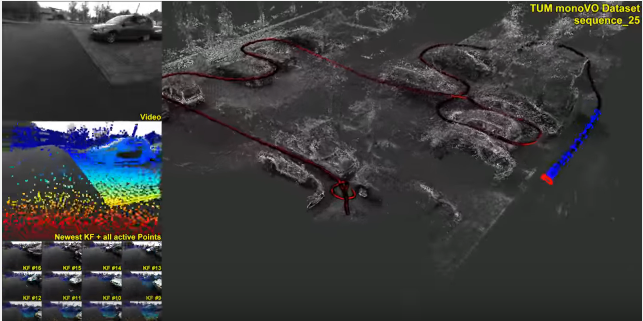 TUM monoVO Dataset
sequence_25
Video
Newest KF + all active Points
KF #16 KF #15 KF #14 KF #13
KF #12 KF #11 KF #10 KF #9